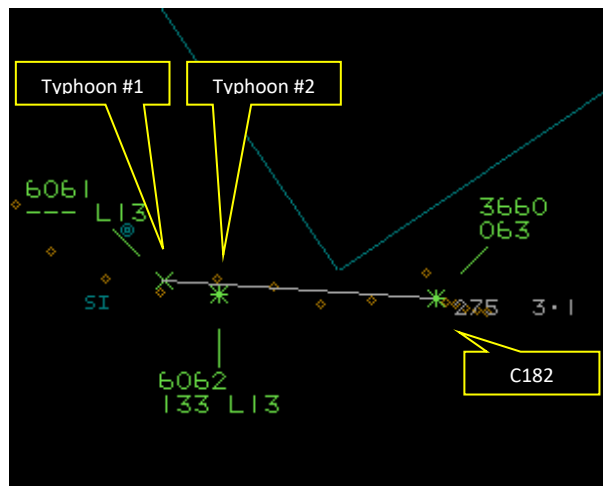 Typhoon #1
Typhoon #2
6061
--- L13
3660
063
SI
275 3·1
6062
133 L13
C182